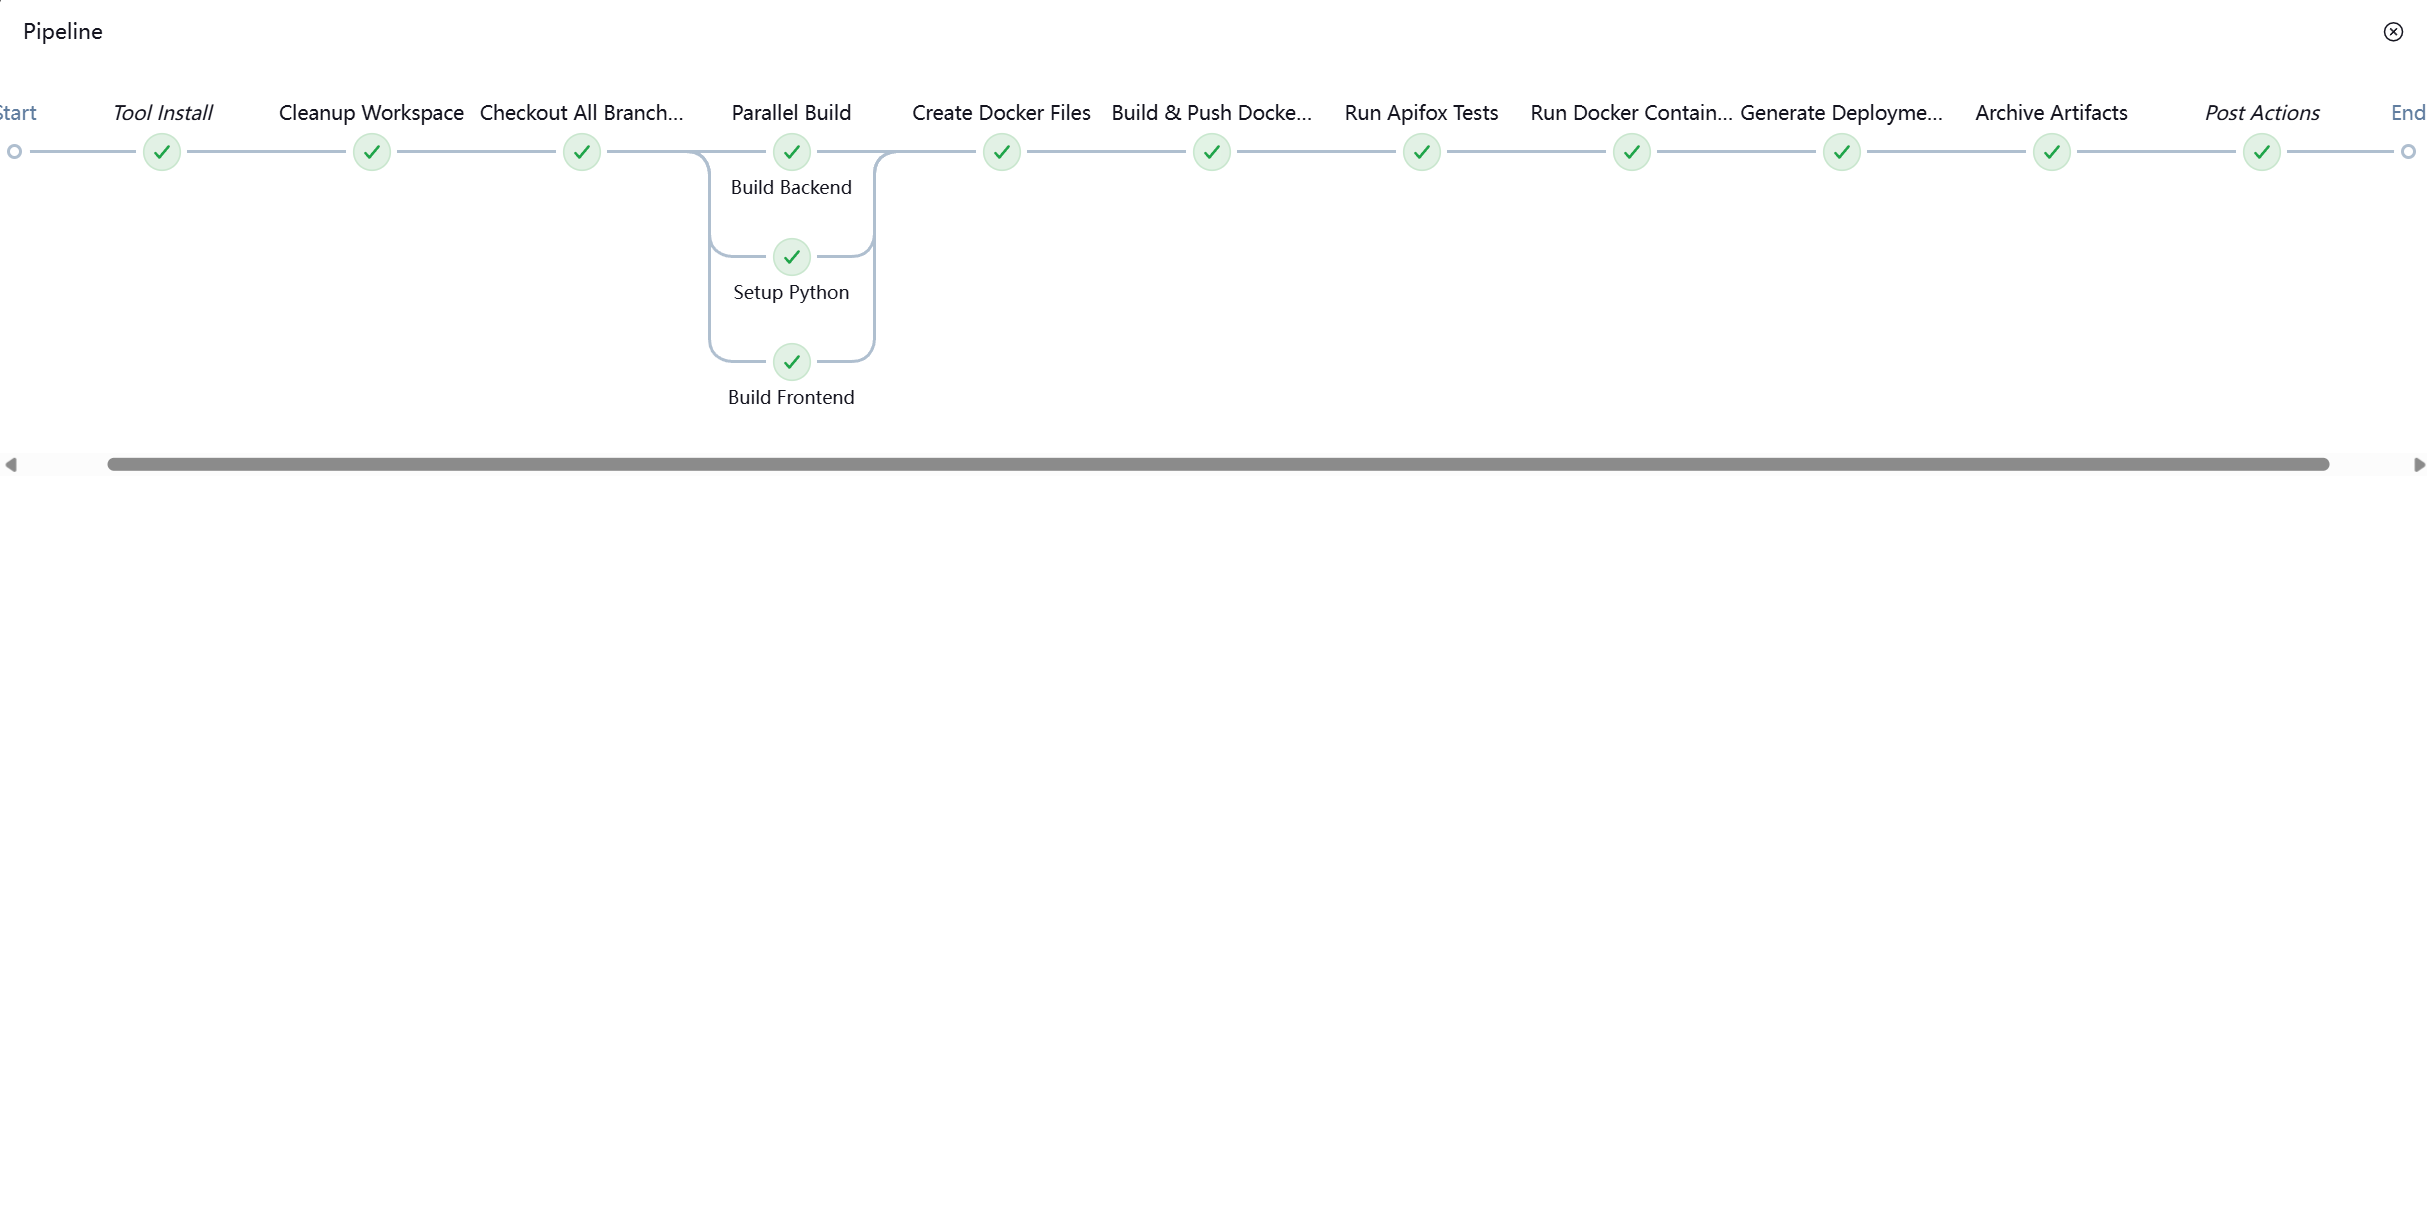 Pipeline
Start
Tool Install
Cleanup Workspace
Checkout All Branch...
Parallel Build
Create Docker Files
Build & Push Docke...
Run Apifox Tests
Run Docker Contain...
Generate Deployme...
Archive Artifacts
Post Actions
End
Build Backend
Setup Python
Build Frontend